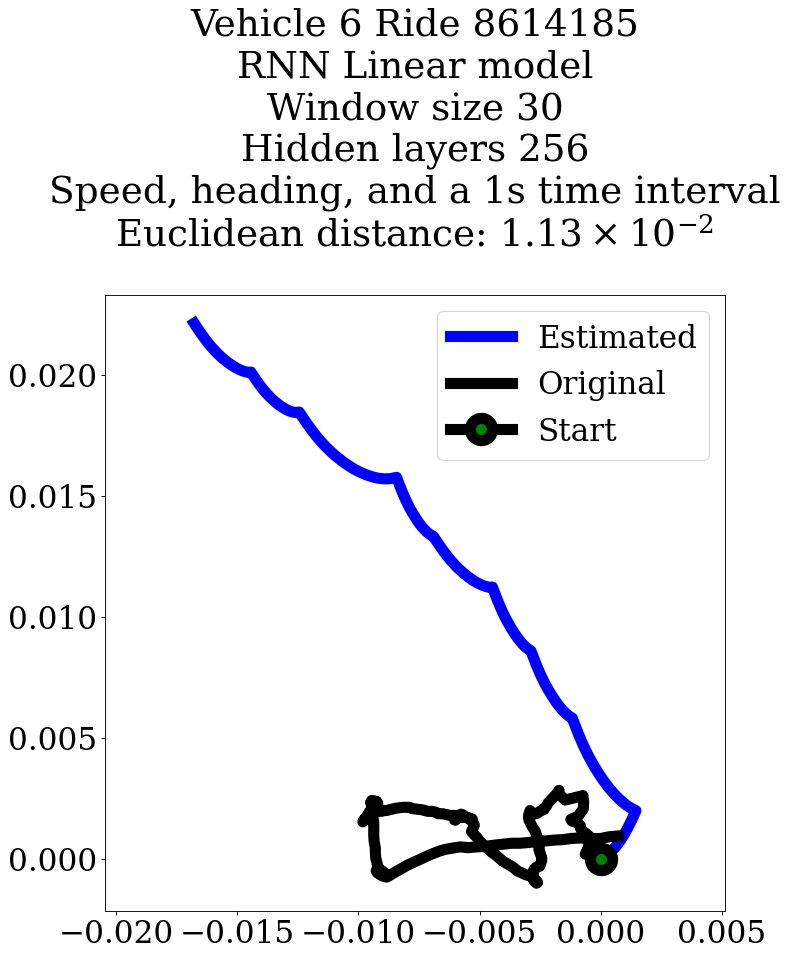 Vehicle 6 Ride 8614185
RNN Linear model
Window size 30
Hidden layers 256
Speed, heading, and a 1s time interval
Euclidean distance: 1.13 × 10⁻²
Estimated
Original
Start
0.020
0.015
0.010
0.005
0.000
−0.020 −0.015 −0.010 −0.005 0.000 0.005